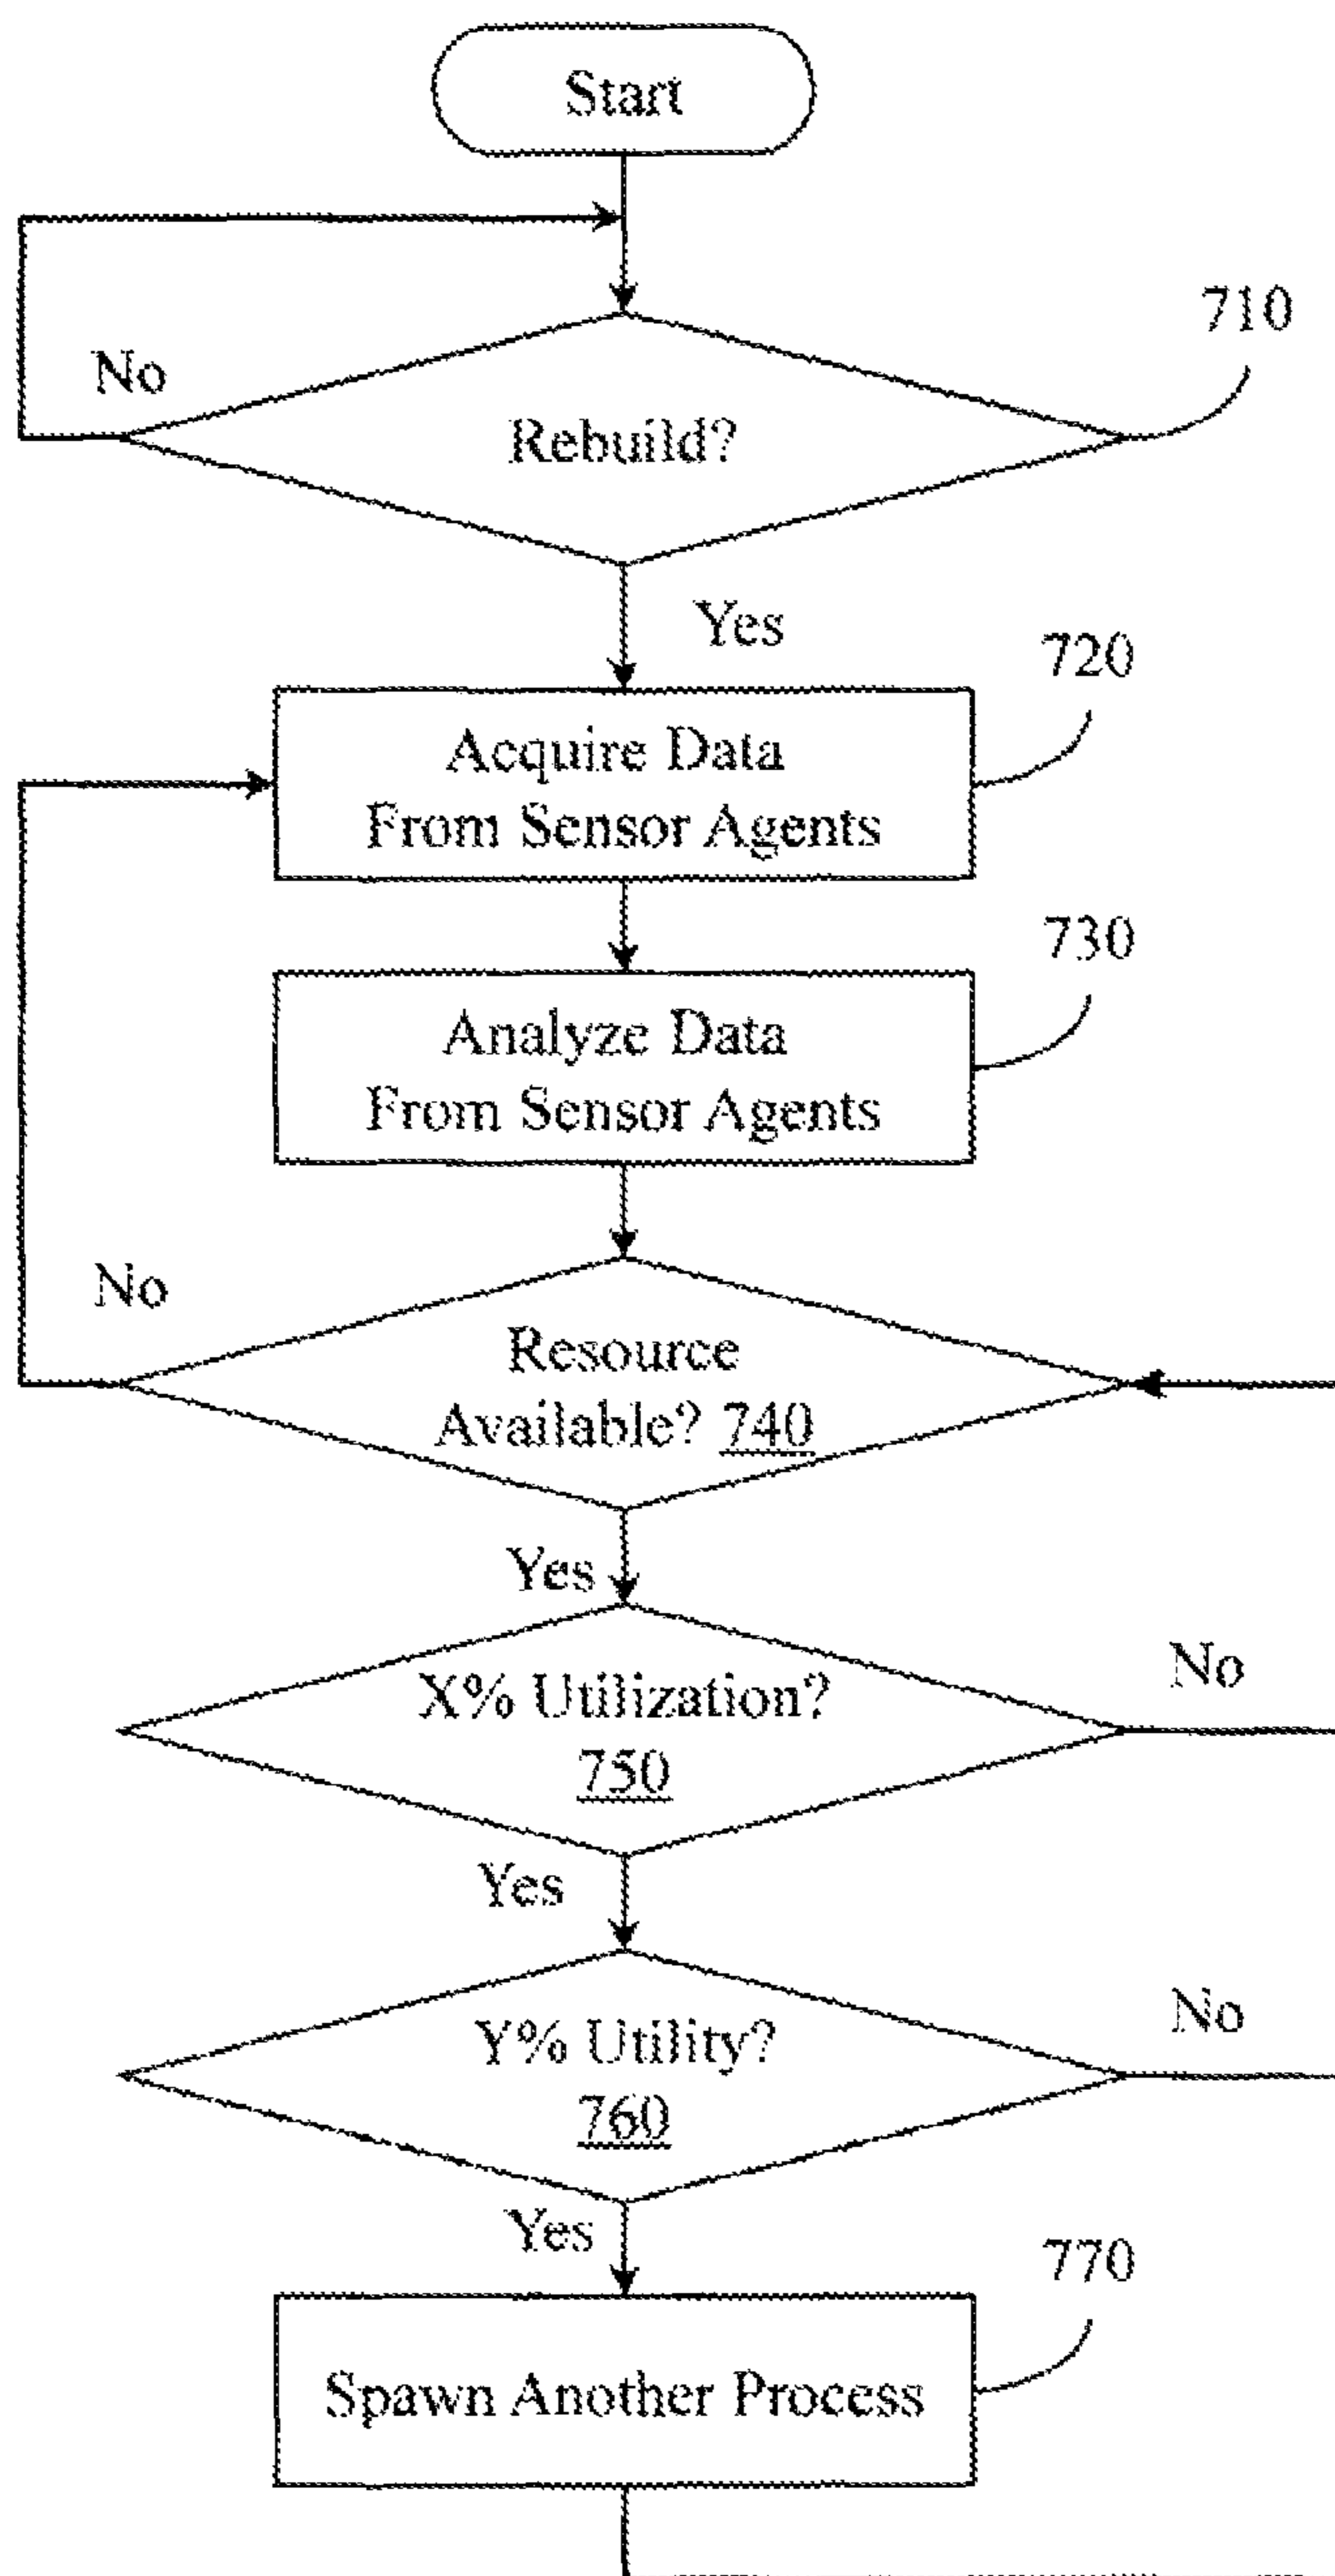 Start
710
No
Rebuild?
Yes
720
Acquire Data
From Sensor Agents
730
Analyze Data
From Sensor Agents
No
Resource
Available? 740
Yes
No
X% Utilization?
750
Yes
No
Y% Utility?
760
Yes
770
Spawn Another Process